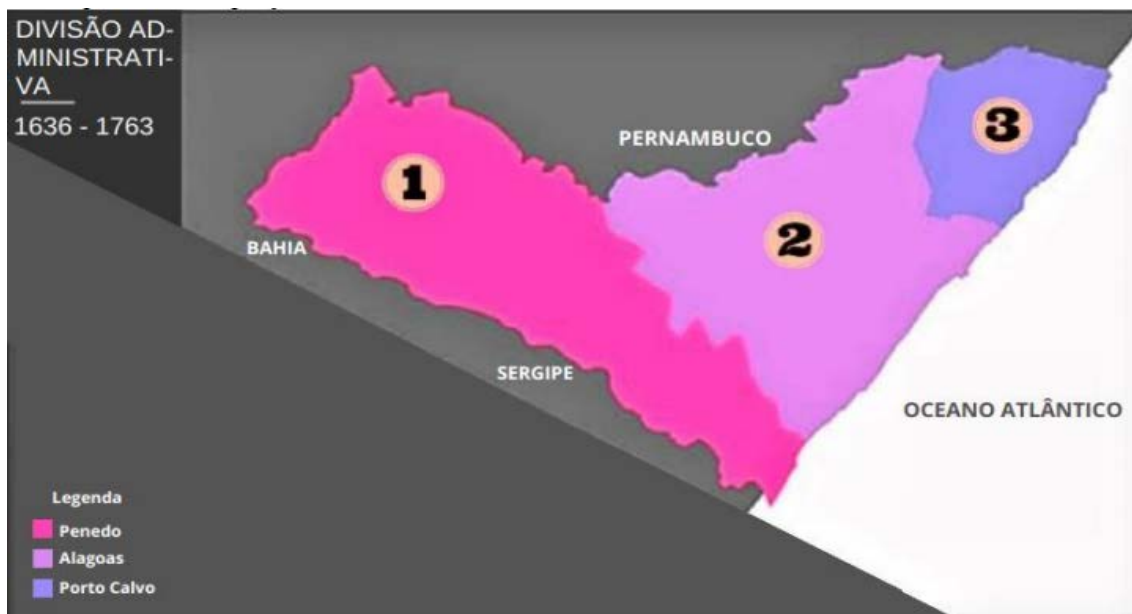 DIVISÃO AD-
MINISTRATI-
VA
1636 - 1763
PERNAMBUCO
3
1
2
BAHIA
SERGIPE
OCEANO ATLÂNTICO
Legenda
Penedo
Alagoas
Porto Calvo